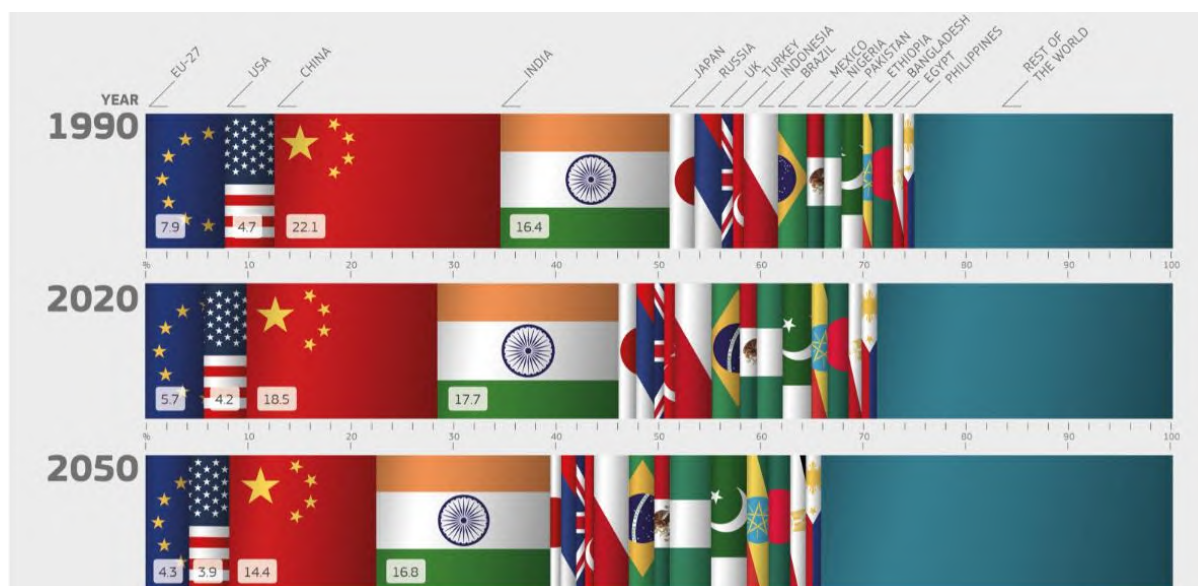 EU-27
USA
CHINA
INDIA
JAPAN
RUSSIA
UK
TURKEY
INDONESIA
BRAZIL
MEXICO
NIGERIA
PAKISTAN
ETHIOPIA
BANGLADESH
EGYPT
PHILIPPINES
REST OF
THE WORLD
YEAR
1990
7.9 4.7 22.1 16.4
% 10 20 30 40 50 60 70 80 90 100
2020
5.7 4.2 18.5 17.7
% 10 20 30 40 50 60 70 80 90 100
2050
4.3 3.9 14.4 16.8